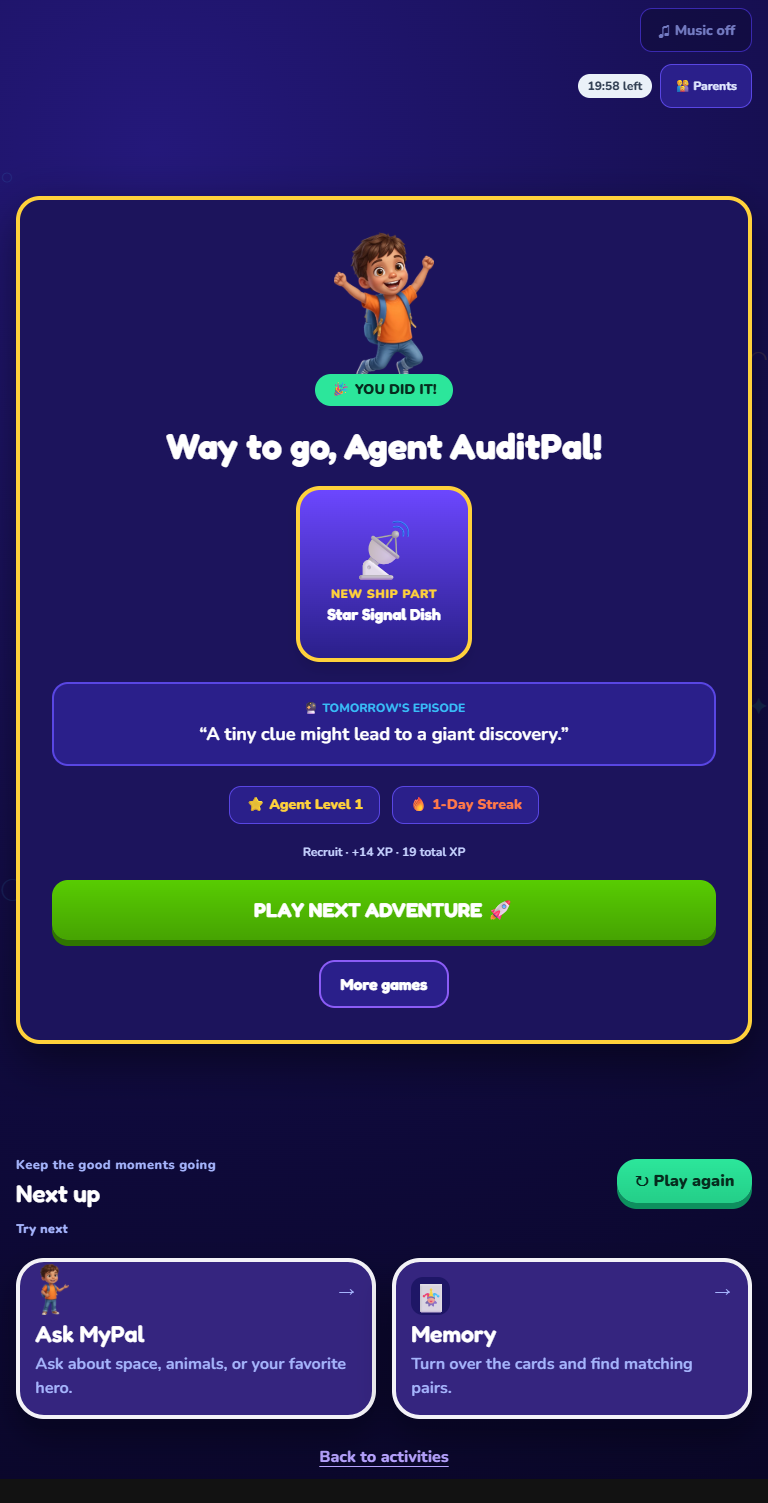 Music off
19:58 left
Parents
YOU DID IT!
Way to go, Agent AuditPal!
NEW SHIP PART
Star Signal Dish
TOMORROW'S EPISODE
“A tiny clue might lead to a giant discovery.”
Agent Level 1
1-Day Streak
Recruit · +14 XP · 19 total XP
PLAY NEXT ADVENTURE 🚀
More games
Keep the good moments going
Next up
↻ Play again
Try next
Ask MyPal
→
Ask about space, animals, or your favorite
hero.
Memory
→
Turn over the cards and find matching
pairs.
Back to activities